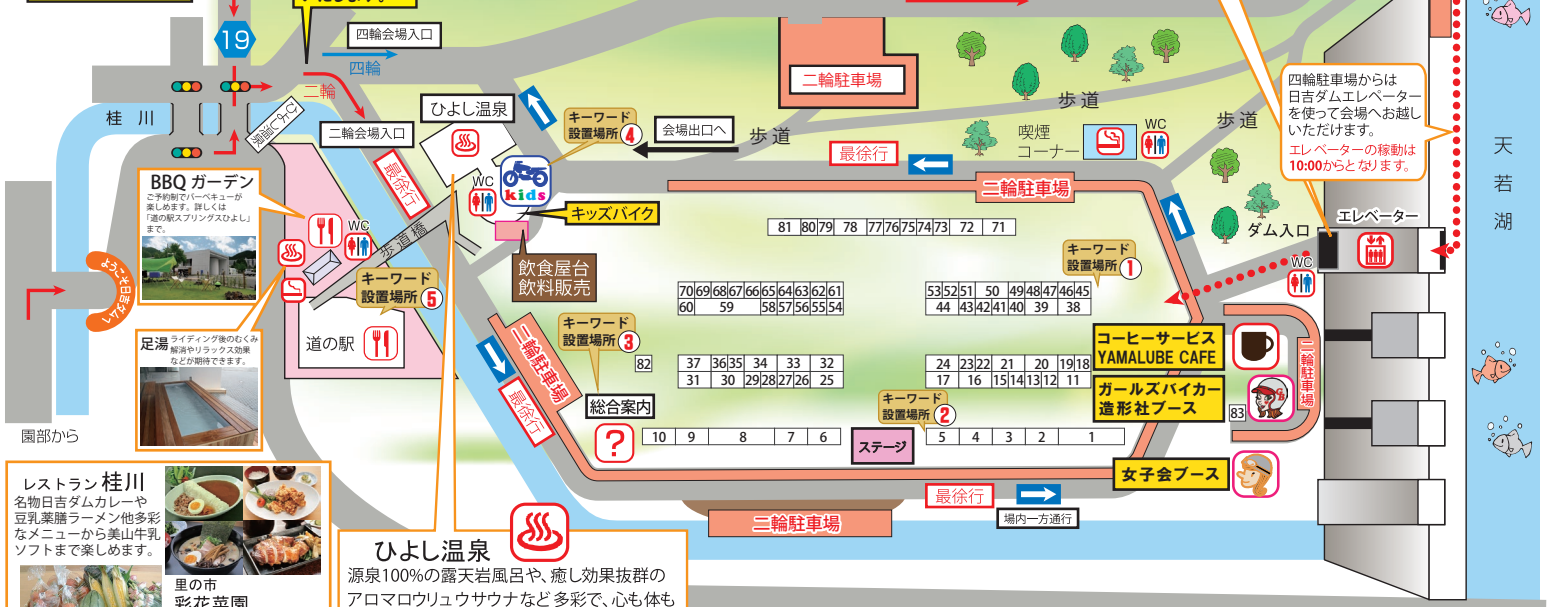 19
四輪会場入口
四輪
二輪
桂 川
ひよし温泉
二輪会場入口
最徐行
ひよし温泉
キーワード
設置場所 4
会場出口へ
歩 道
二輪駐車場
歩 道
喫煙
コーナー
WC
最徐行
歩 道
四輪駐車場からは
日吉ダムエレベーター
を使って会場へお越し
いただけます。
エレベーターの稼動は
10:00からとなります。
天若湖
エレベーター
ダム入口
WC
BBQ ガーデン
ご予約制でバーベキューが
楽しめます。詳しくは
「道の駅スプリングスひよし」
まで。
WC
歩道橋
WC
kids
キッズバイク
二輪駐車場
飲食屋台
飲料販売
キーワード
設置場所 5
キーワード
設置場所 1
81 80 79 78 77 76 75 74 73 72 71
70 69 68 67 66 65 64 63 62 61
60 59 58 57 56 55 54
53 52 51 50 49 48 47 46 45
44 43 42 41 40 39 38
ようこそ日吉ダムへ
足湯
ライディング後のむくみ
解消やリラックス効果
などが期待できます。
道の駅
二輪駐車場
キーワード
設置場所 3
82
37 36 35 34 33 32
31 30 29 28 27 26 25
24 23 22 21 20 19 18
17 16 15 14 13 12 11
コーヒーサービス
YAMALUBE CAFE
ガールズバイカー
造形社ブース
83
二輪駐車場
最徐行
総合案内
?
キーワード
設置場所 2
10 9 8 7 6
ステージ
5 4 3 2 1
女子会ブース
園部から
最徐行
場内一方通行
二輪駐車場
レストラン 桂川
名物日吉ダムカレーや
豆乳薬膳ラーメン他多彩
なメニューから美山牛乳
ソフトまで楽しめます。
里の市
彩花菜園
ひよし温泉
源泉100%の露天岩風呂や、癒し効果抜群の
アロマロウリュウサウナなど多彩で、心も体も